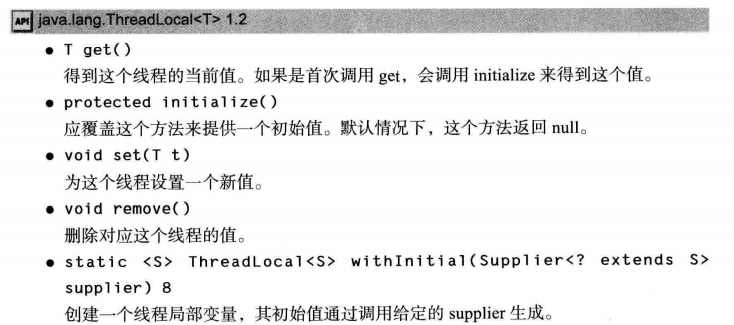 API java.lang.ThreadLocal<T> 1.2
● T get()
得到这个线程的当前值。如果是首次调用 get，会调用 initialize 来得到这个值。
● protected initialize()
应覆盖这个方法来提供一个初始值。默认情况下，这个方法返回 null。
● void set(T t)
为这个线程设置一个新值。
● void remove()
删除对应这个线程的值。
● static <S> ThreadLocal<S> withInitial(Supplier<? extends S>
supplier) 8
创建一个线程局部变量，其初始值通过调用给定的 supplier 生成。